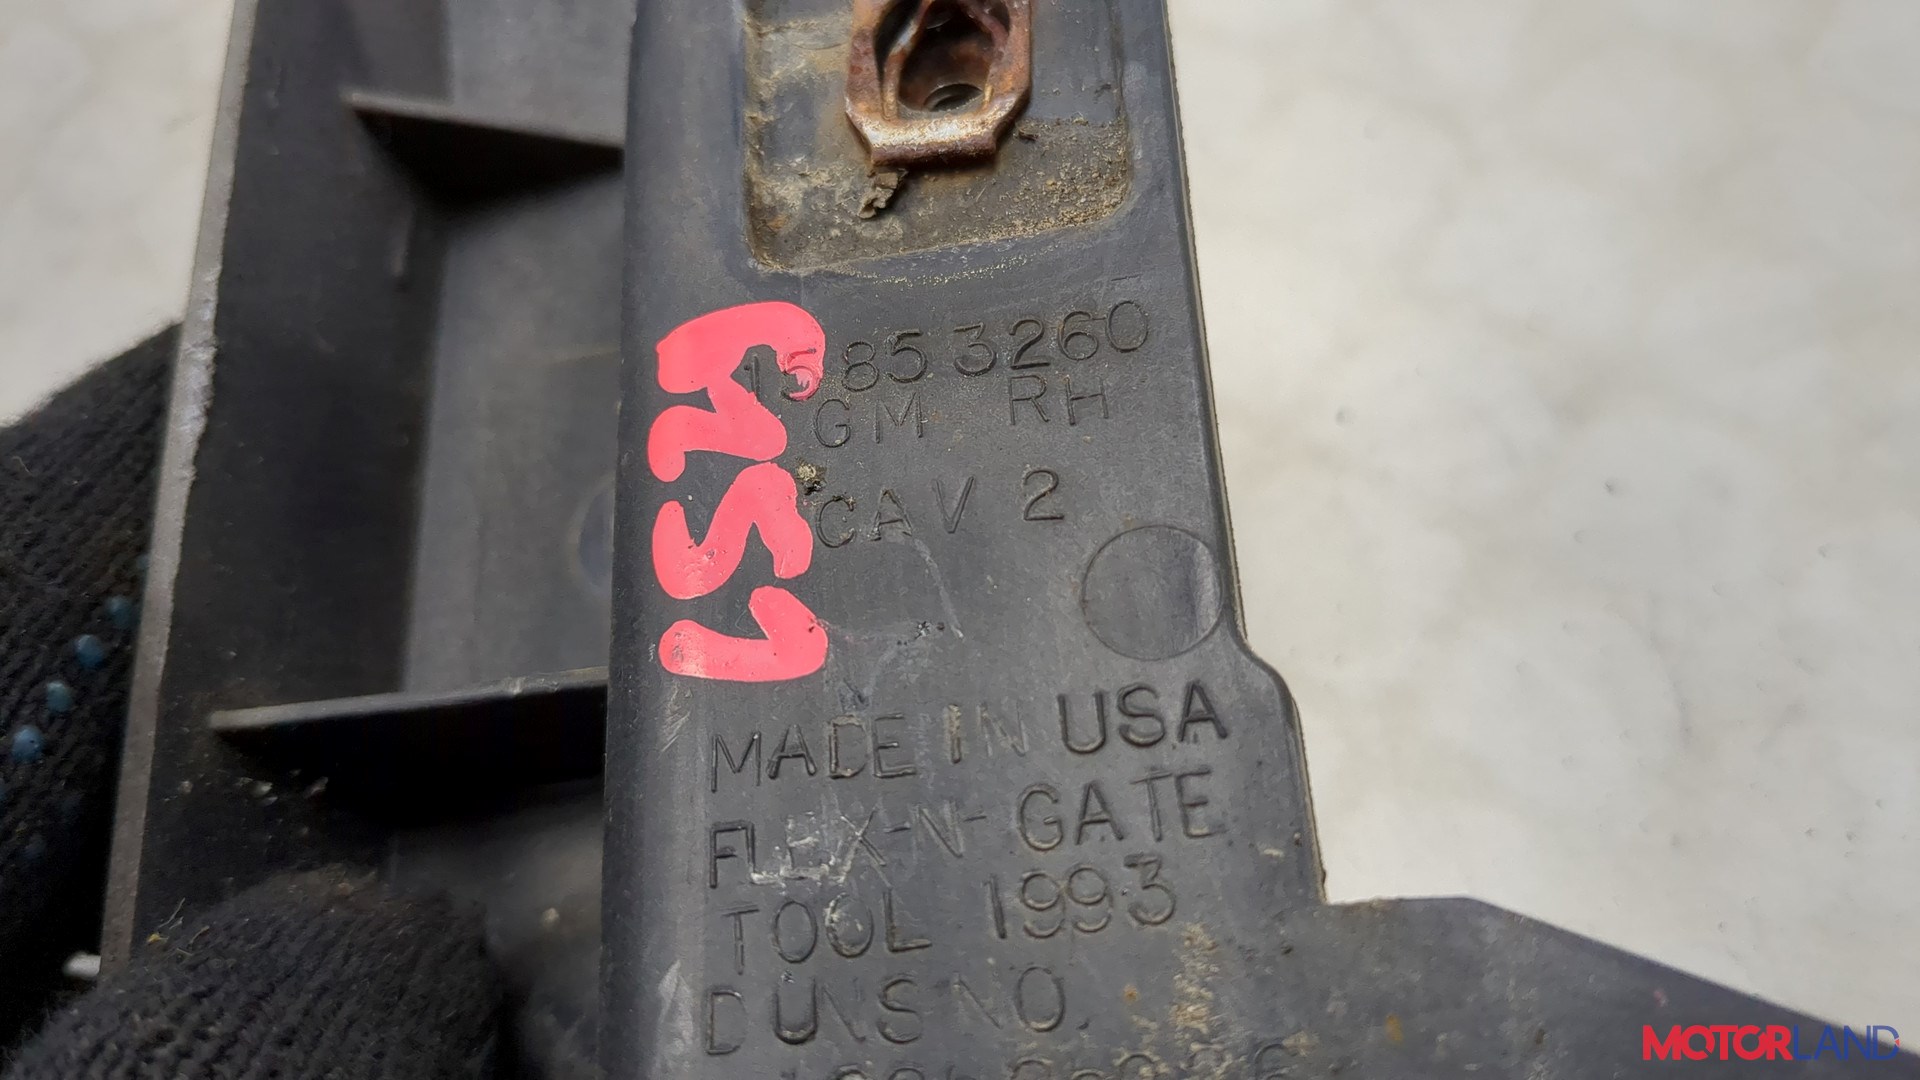 15853260
GM RH
CAV 2
MADE IN USA
FLEX-N-GATE
TOOL 1993
DUNS NO.
MOTORLAND